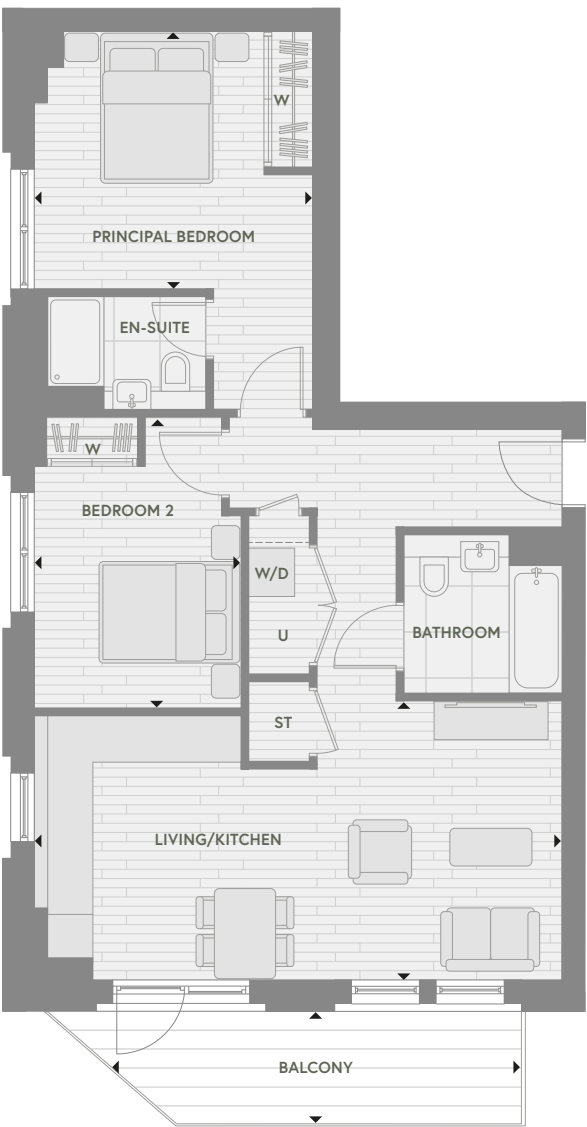 W
PRINCIPAL BEDROOM
EN-SUITE
W
BEDROOM 2
W/D
U
BATHROOM
ST
LIVING/KITCHEN
BALCONY